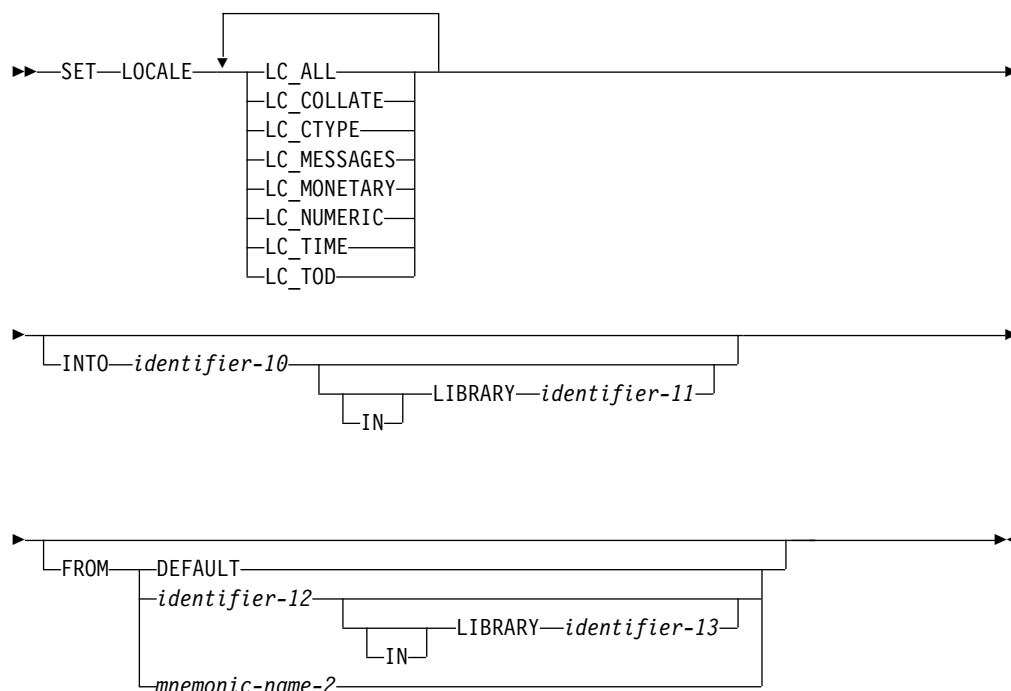 SET LOCALE LC_ALL
LC_COLLATE
LC_CTYPE
LC_MESSAGES
LC_MONETARY
LC_NUMERIC
LC_TIME
LC_TOD
INTO identifier-10
LIBRARY identifier-11
IN
FROM DEFAULT
identifier-12
LIBRARY identifier-13
IN
mnemonic-name-2